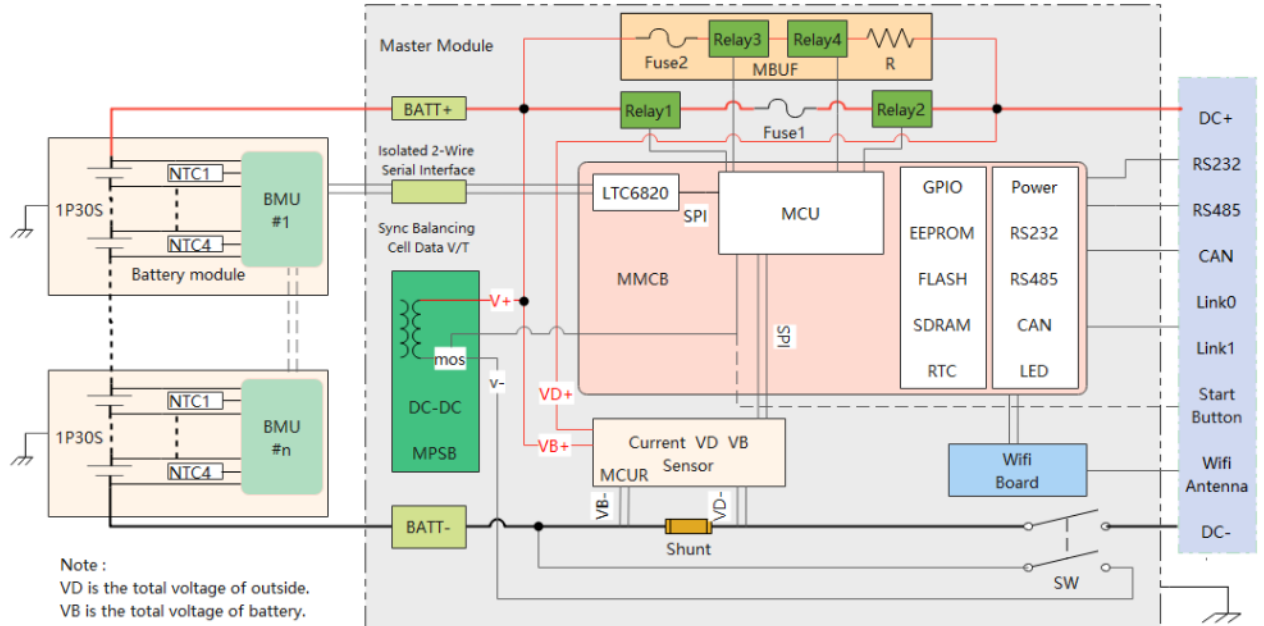 Master Module
Fuse2
Relay3
Relay4
MBUF
R
BATT+
Relay1
Fuse1
Relay2
DC+
Isolated 2-Wire
Serial Interface
LTC6820
SPI
MCU
GPIO
EEPROM
FLASH
SDRAM
RTC
Power
RS232
RS485
CAN
LED
RS232
RS485
CAN
Link0
Link1
Start
Button
Wifi
Antenna
DC-
1P30S
NTC1
NTC4
BMU
#1
Battery module
Sync Balancing
Cell Data V/T
MMCB
SPI
V+
mos
v-
DC-DC
MPSB
VD+
VB+
Current VD VB
Sensor
MCUR
VB-
VD-
Wifi
Board
1P30S
NTC1
NTC4
BMU
#n
BATT-
Shunt
SW
Note :
VD is the total voltage of outside.
VB is the total voltage of battery.